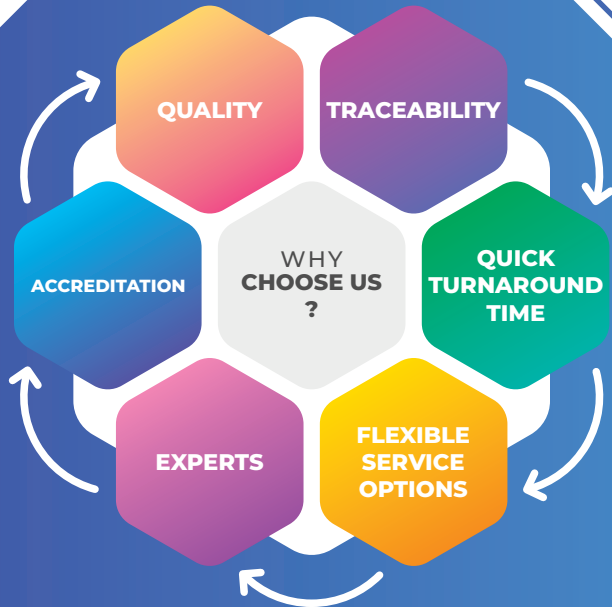 QUALITY
TRACEABILITY
ACCREDITATION
WHY
CHOOSE US
?
QUICK
TURNAROUND
TIME
EXPERTS
FLEXIBLE
SERVICE
OPTIONS